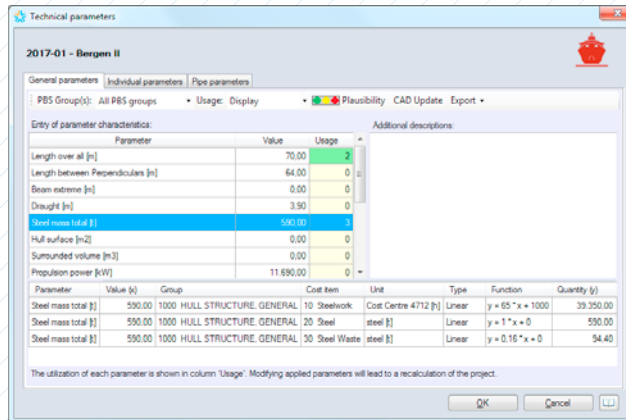 Technical parameters
2017-01 - Bergen II
General parameters Individual parameters Pipe parameters
PBS Group(s): All PBS groups Usage: Display Plausibility CAD Update Export
Entry of parameter characteristics: Additional descriptions:
Parameter Value Usage
Length over all [m] 70,00 2
Length between Perpendiculars [m] 64,00 0
Beam extreme [m] 0,00 0
Draught [m] 3,90 0
Steel mass total [t] 590,00 3
Hull surface [m2] 0,00 0
Surrounded volume [m3] 0,00 0
Propulsion power [kW] 11.690,00 0
Parameter Value (x) Group Cost item Unit Type Function Quantity (y)
Steel mass total [t] 590.00 1000 HULL STRUCTURE, GENERAL 10 Steelwork Cost Centre 4712 [h] Linear y = 65 * x + 1000 39.350.00
Steel mass total [t] 590.00 1000 HULL STRUCTURE, GENERAL 20 Steel steel [t] Linear y = 1 * x + 0 590.00
Steel mass total [t] 590.00 1000 HULL STRUCTURE, GENERAL 30 Steel Waste steel [t] Linear y = 0.16 * x + 0 94.40
The utilization of each parameter is shown in column 'Usage'. Modifying applied parameters will lead to a recalculation of the project.
OK Cancel